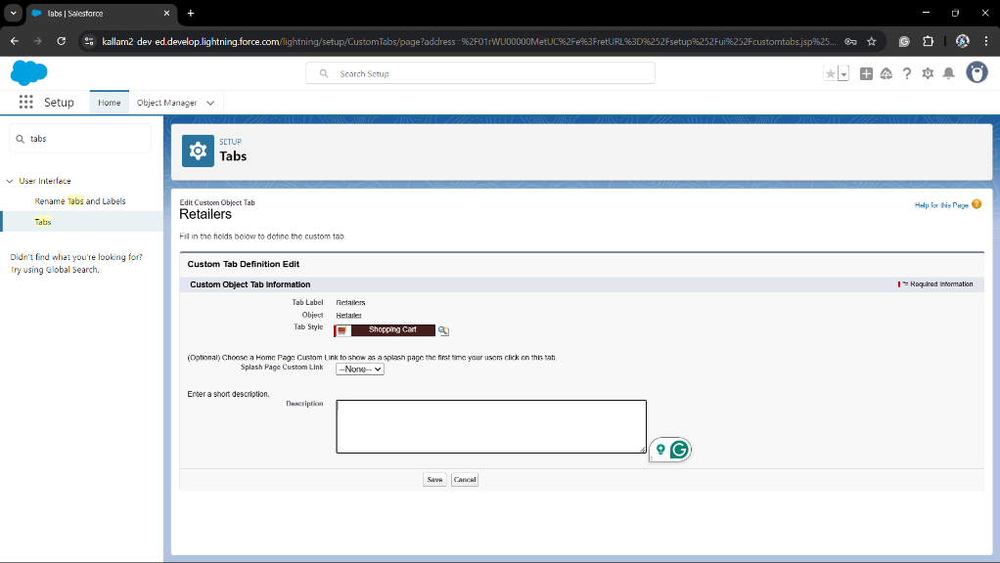 Tabs | Salesforce
kallam2-dev-ed.develop.lightning.force.com/lightning/setup/CustomTabs/page?address=%2F01rWU00000MetUC%2Fe%3FretURL%3D%252Fsetup%252Fui%252Fcustomtabs.jsp%25...
Search Setup
Setup
Home
Object Manager
tabs
User Interface
Rename Tabs and Labels
Tabs
Didn't find what you're looking for?
Try using Global Search.
SETUP
Tabs
Edit Custom Object Tab
Retailers
Help for this Page
Fill in the fields below to define the custom tab.
Custom Tab Definition Edit
Custom Object Tab Information
= Required Information
Tab Label Retailers
Object Retailer
Tab Style Shopping Cart
(Optional) Choose a Home Page Custom Link to show as a splash page the first time your users click on this tab.
Splash Page Custom Link --None--
Enter a short description.
Description
Save Cancel